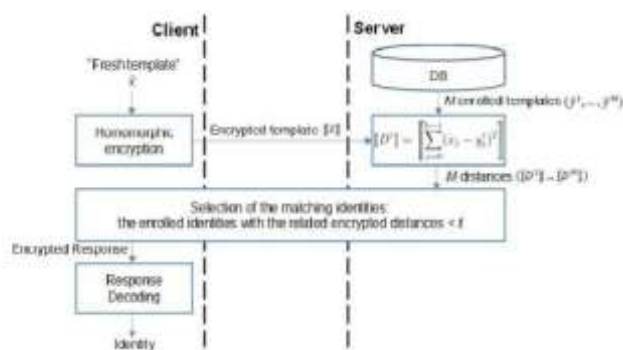 Client
Server
"Fresh template"
DB
M enrolled templates
Homomorphic
encryption
Encrypted template
M distances
Selection of the matching identities:
the enrolled identities with the related encrypted distances < t
Encrypted Response
Response
Decoding
Identity